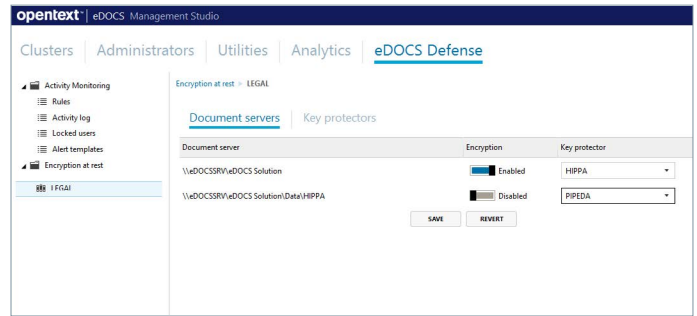 opentext™ | eDOCS Management Studio
Clusters Administrators Utilities Analytics eDOCS Defense
Activity Monitoring
Rules
Activity log
Locked users
Alert templates
Encryption at rest
LEGAL
Encryption at rest > LEGAL
Document servers Key protectors
Document server Encryption Key protector
\\eDOCSSRV\eDOCS Solution Enabled HIPPA
\\eDOCSSRV\eDOCS Solution\Data\HIPPA Disabled PIPEDA
SAVE REVERT